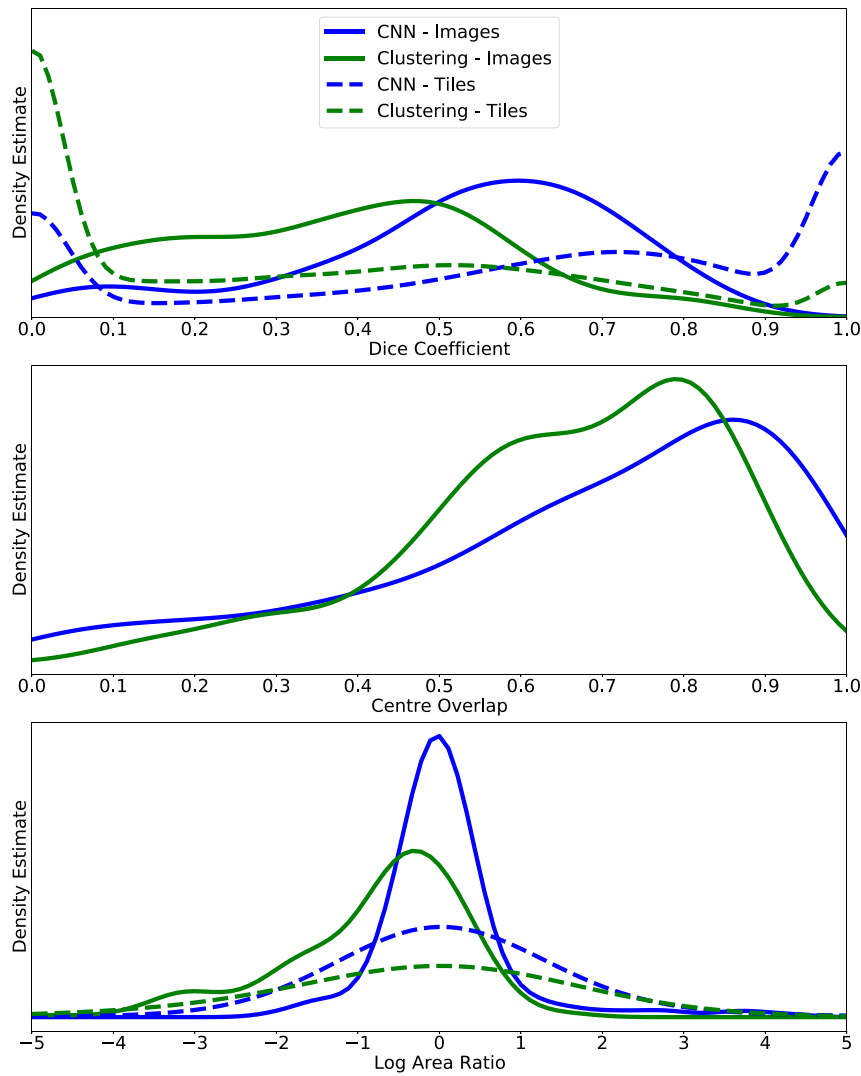 CNN - Images
Clustering - Images
CNN - Tiles
Clustering - Tiles
Density Estimate
0.0 0.1 0.2 0.3 0.4 0.5 0.6 0.7 0.8 0.9 1.0
Dice Coefficient
Density Estimate
0.0 0.1 0.2 0.3 0.4 0.5 0.6 0.7 0.8 0.9 1.0
Centre Overlap
Density Estimate
−5 −4 −3 −2 −1 0 1 2 3 4 5
Log Area Ratio